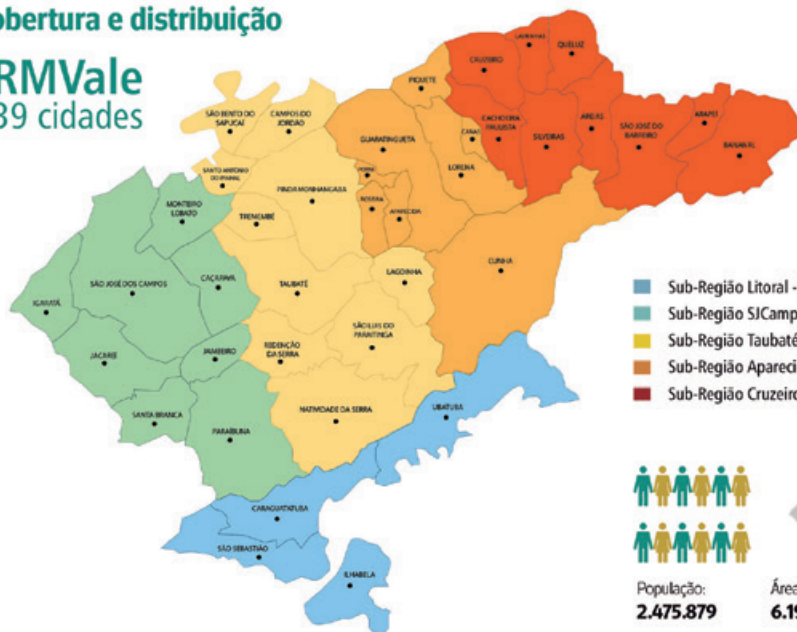 obertura e distribuição
RMVale
39 cidades
LAVRINHAS
QUELUZ
CRUZEIRO
PIQUETE
SÃO BENTO DO
SAPUCAÍ
CAMPOS DO
JORDÃO
CANAS
CACHOEIRA
PAULISTA
AREIAS
SÃO JOSÉ DO
BARREIRO
ARAPEÍ
BANANAL
GUARATINGUETÁ
SILVEIRAS
LORENA
SANTO ANTÔNIO
DO PINHAL
PINDAMONHANGABA
POTIM
ROSEIRA
APARECIDA
MONTEIRO
LOBATO
TREMEMBÉ
SÃO JOSÉ DOS CAMPOS
CAÇAPAVA
TAUBATÉ
LAGOINHA
CUNHA
IGARATÁ
SÃO LUIS DO
PARAITINGA
JACAREÍ
JAMBEIRO
REDENÇÃO
DA SERRA
SANTA BRANCA
PARAIBUNA
NATIVIDADE DA SERRA
UBATUBA
CARAGUATATUBA
SÃO SEBASTIÃO
ILHABELA
Sub-Região Litoral -
Sub-Região SJCamp
Sub-Região Taubaté
Sub-Região Apareci
Sub-Região Cruzeiro
População:
2.475.879
Área
6.19